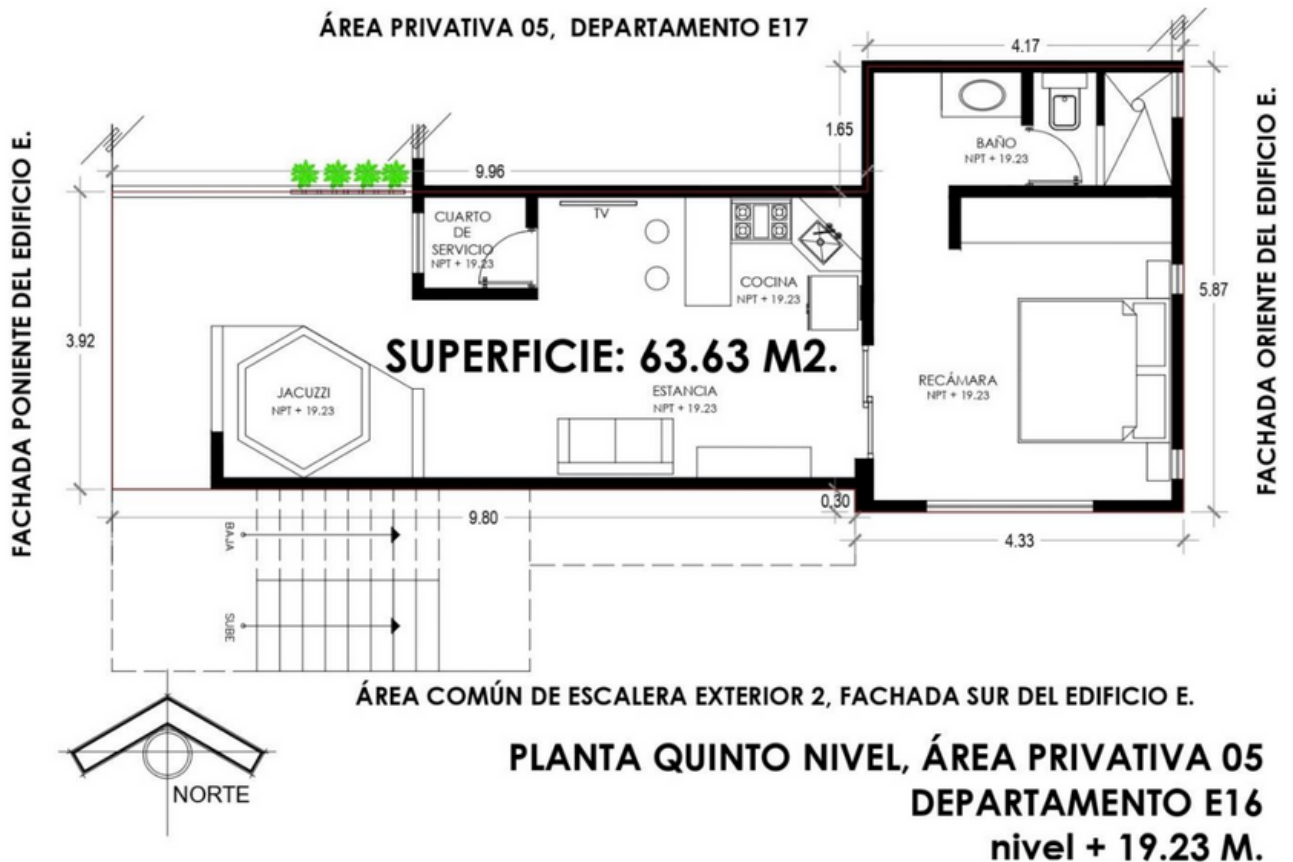 ÁREA PRIVATIVA 05, DEPARTAMENTO E17
4.17
FACHADA PONIENTE DEL EDIFICIO E.
FACHADA ORIENTE DEL EDIFICIO E.
1.65
BAÑO
NPT + 19.23
9.96
CUARTO
DE
SERVICIO
NPT + 19.23
TV
COCINA
NPT + 19.23
5.87
3.92
SUPERFICIE: 63.63 M2.
JACUZZI
NPT + 19.23
ESTANCIA
NPT + 19.23
RECÁMARA
NPT + 19.23
0.30
9.80
BAJA
4.33
SUBE
ÁREA COMÚN DE ESCALERA EXTERIOR 2, FACHADA SUR DEL EDIFICIO E.
NORTE
PLANTA QUINTO NIVEL, ÁREA PRIVATIVA 05
DEPARTAMENTO E16
nivel + 19.23 M.